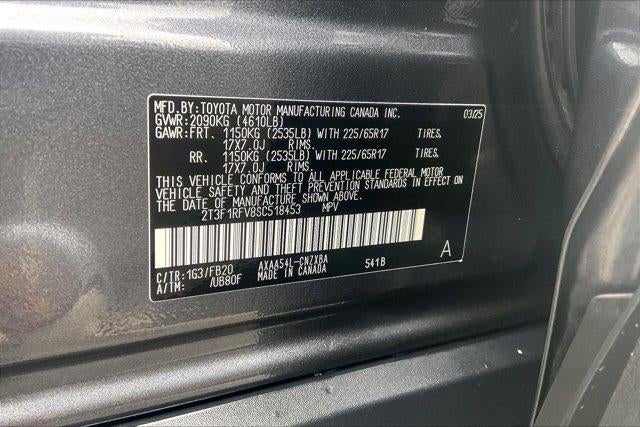 MFD.BY:TOYOTA MOTOR MANUFACTURING CANADA INC. 03/25
GVWR:2090KG (4610LB)
GAWR:FRT. 1150KG (2535LB) WITH 225/65R17 TIRES.
17X7.0J RIMS.
RR. 1150KG (2535LB) WITH 225/65R17 TIRES.
17X7.0J RIMS.
THIS VEHICLE CONFORMS TO ALL APPLICABLE FEDERAL MOTOR
VEHICLE SAFETY AND THEFT PREVENTION STANDARDS IN EFFECT ON
THE DATE OF MANUFACTURE SHOWN ABOVE.
2T3F1RFV8SC518453 MPV
C/TR:1G3/FB20 AXAA54L-CNZXBA 541B A
A/TM: /UB80F MADE IN CANADA